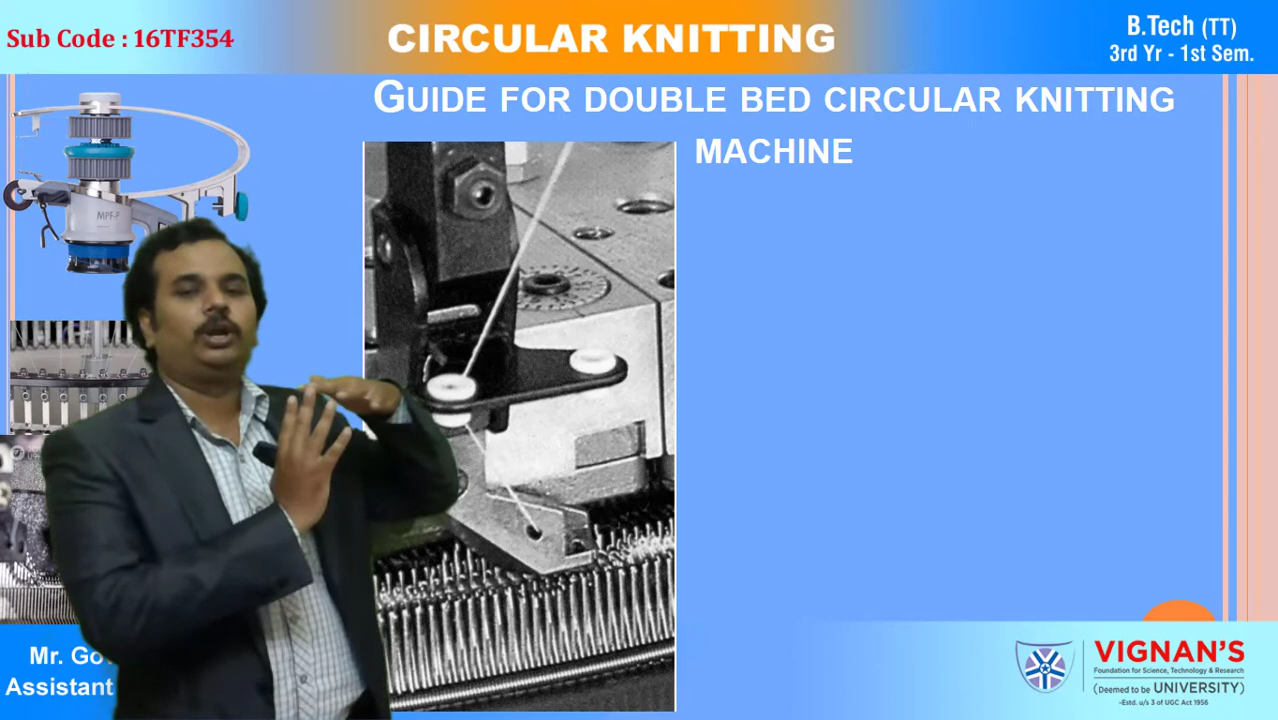 Sub Code : 16TF354
CIRCULAR KNITTING
B.Tech (TT)
3rd Yr - 1st Sem.
GUIDE FOR DOUBLE BED CIRCULAR KNITTING
MACHINE
MPF-F
Mr. Go
Assistant
VIGNAN'S
Foundation for Science, Technology & Research
(Deemed to be UNIVERSITY)
-Estd. u/s 3 of UGC Act 1956